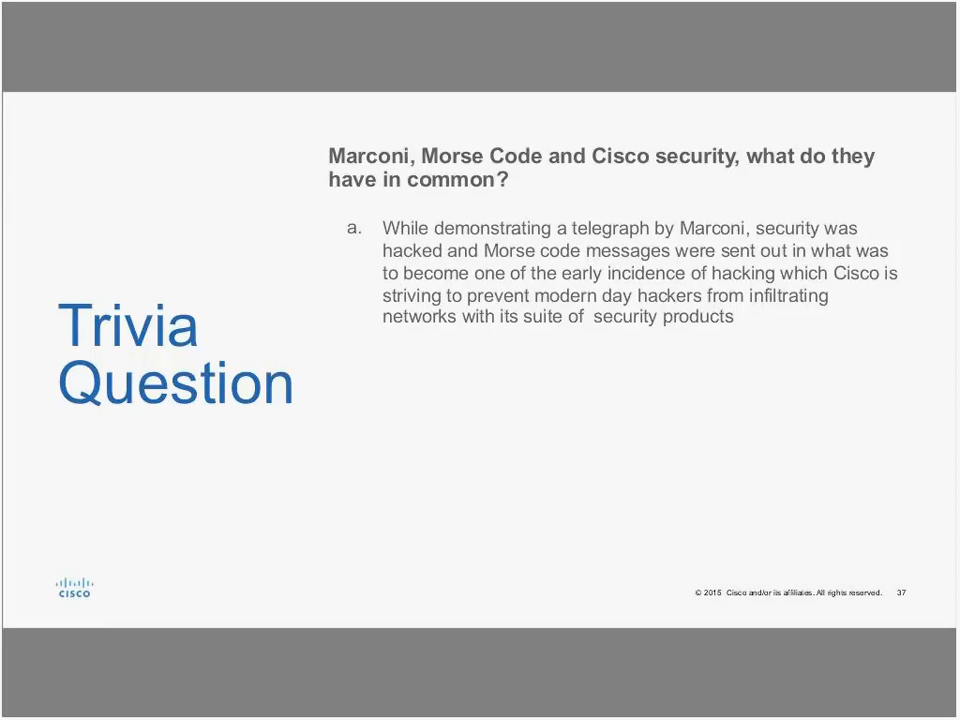 Marconi, Morse Code and Cisco security, what do they
have in common?
a. While demonstrating a telegraph by Marconi, security was
hacked and Morse code messages were sent out in what was
to become one of the early incidence of hacking which Cisco is
striving to prevent modern day hackers from infiltrating
networks with its suite of security products
Trivia
Question
CISCO
© 2015 Cisco and/or its affiliates. All rights reserved. 37